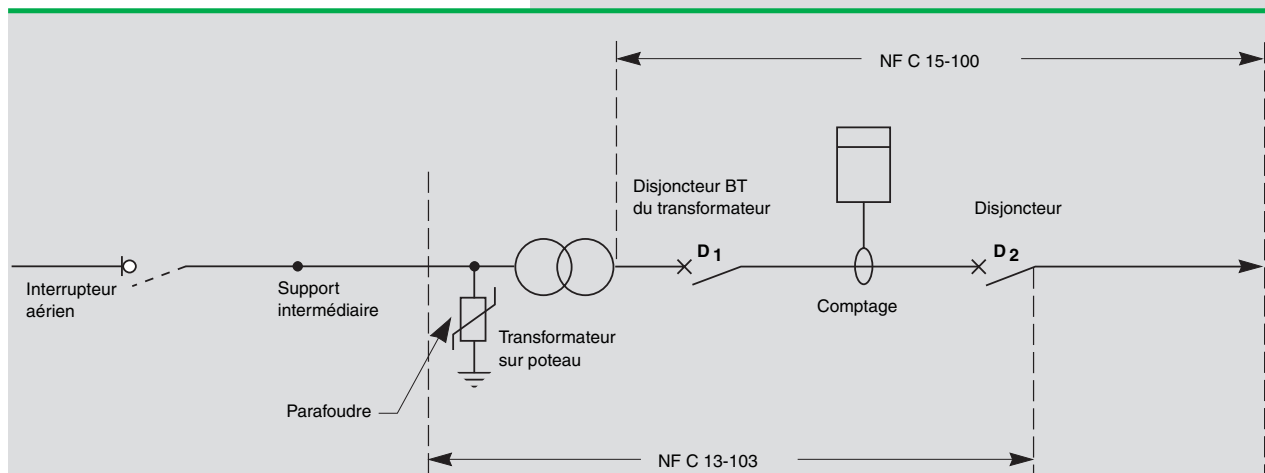 NF C 15-100
Disjoncteur BT
du transformateur
Disjoncteur
D1
D2
Interrupteur
aérien
Support
intermédiaire
Comptage
Transformateur
sur poteau
Parafoudre
NF C 13-103